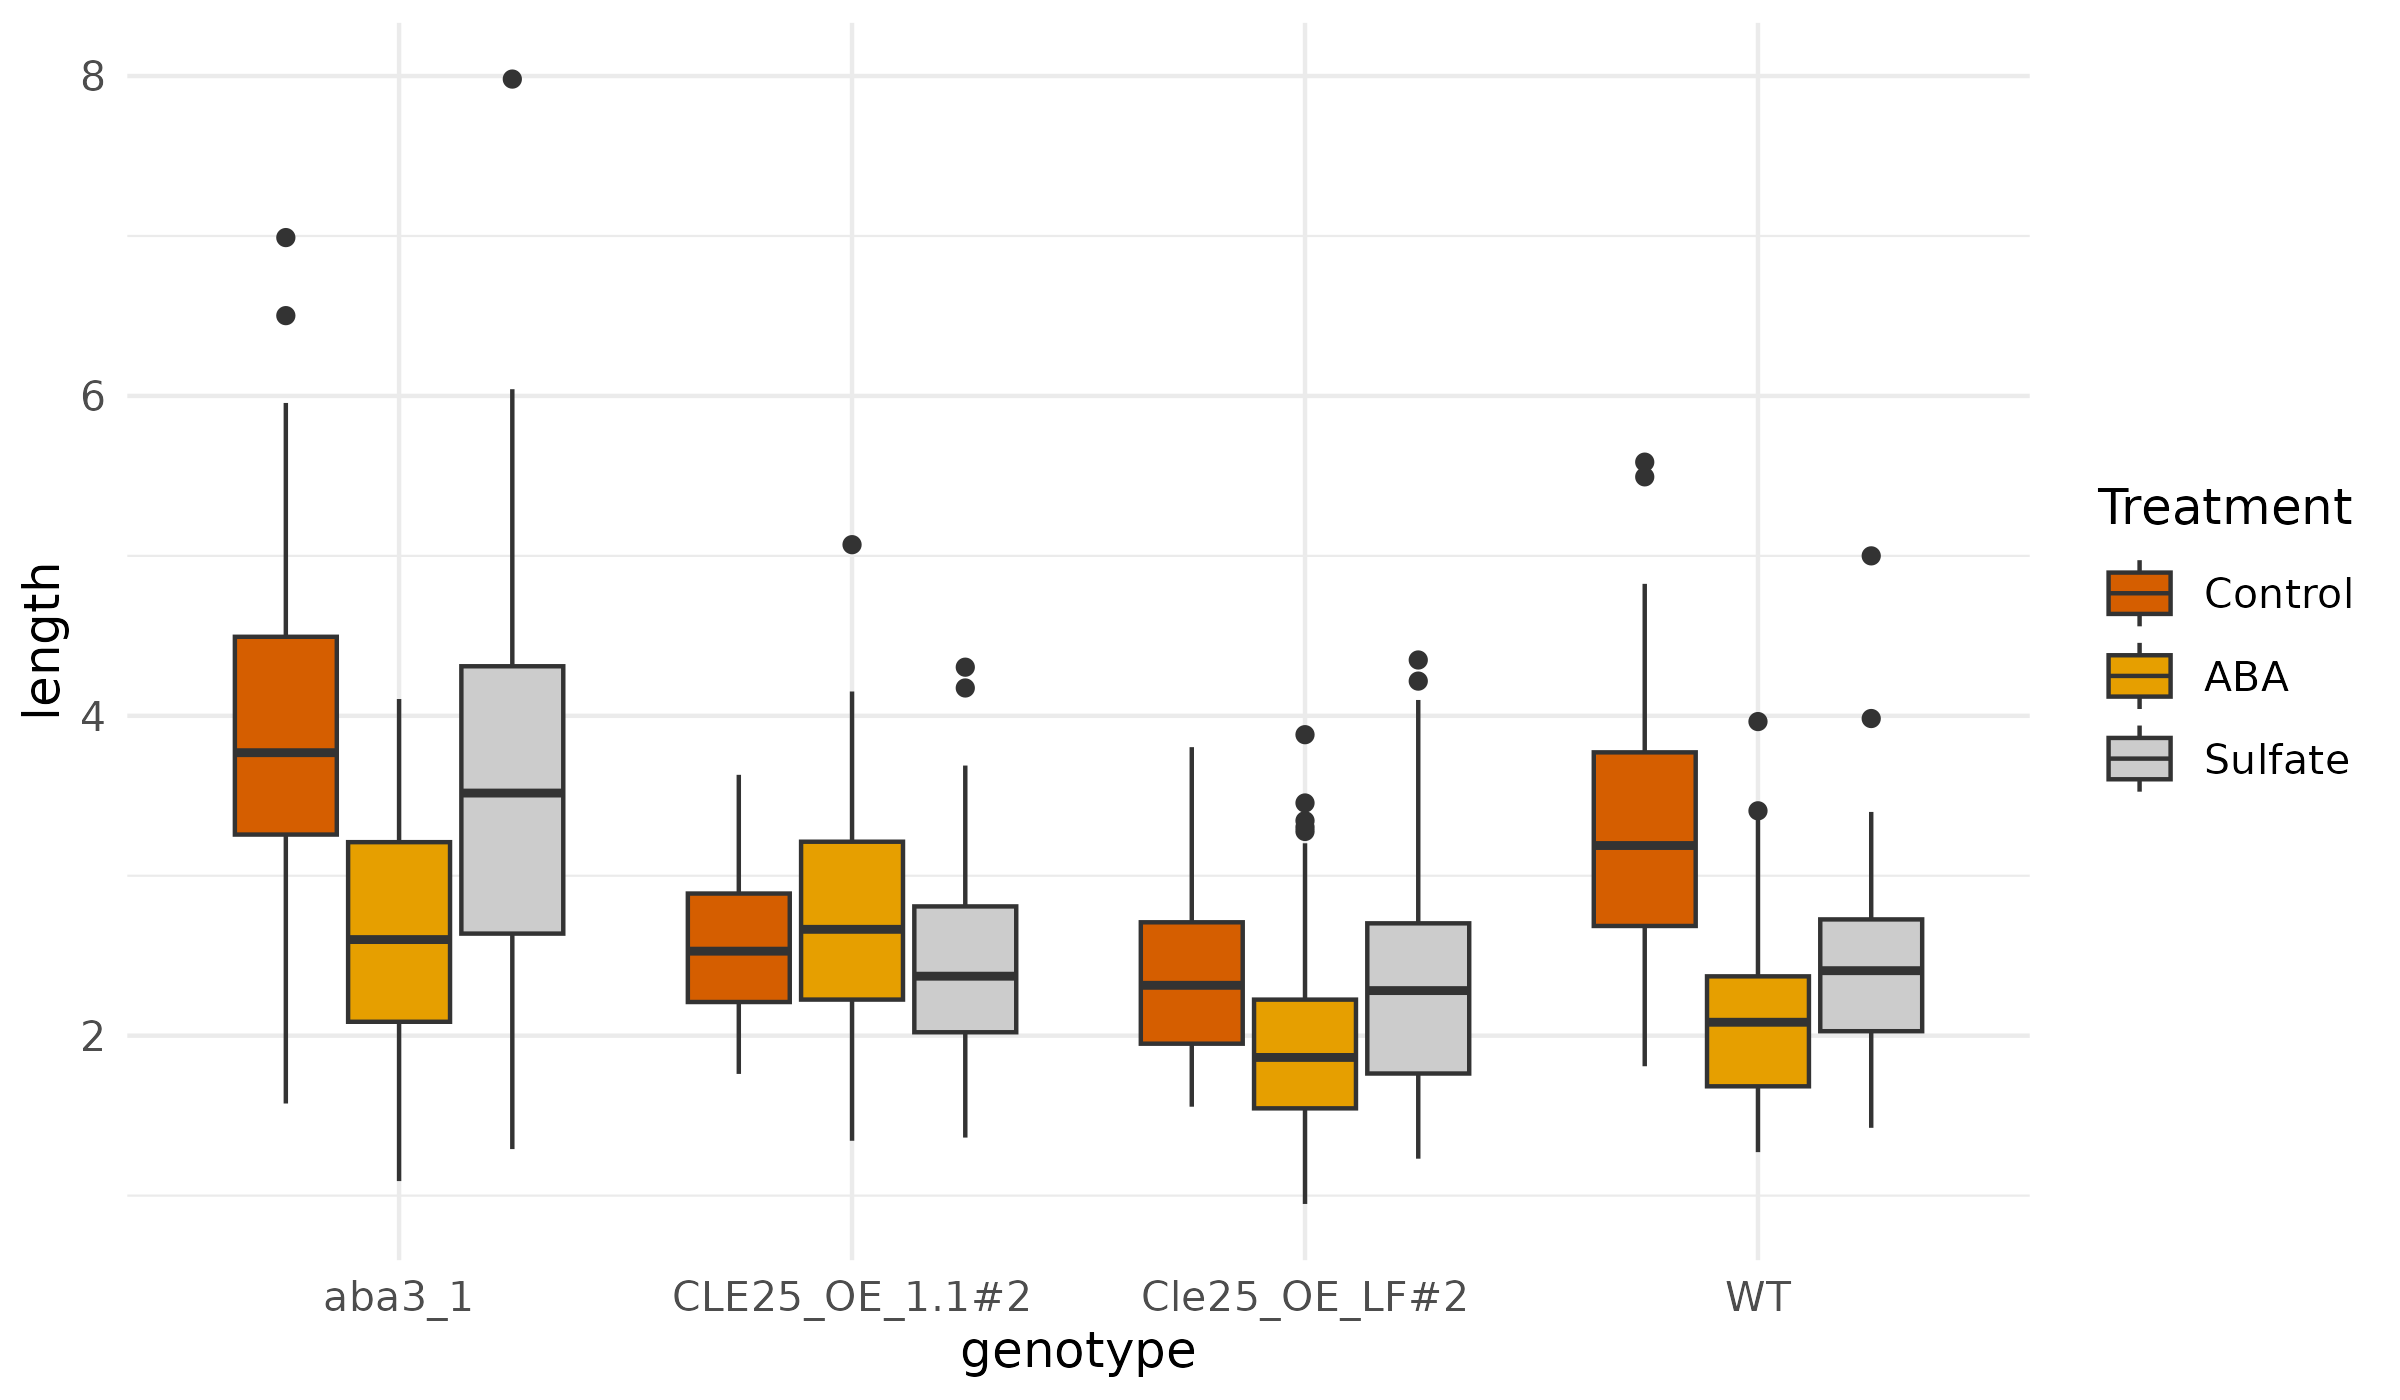 8
6
4
2
length
aba3_1
CLE25_OE_1.1#2
Cle25_OE_LF#2
WT
genotype
Treatment
Control
ABA
Sulfate